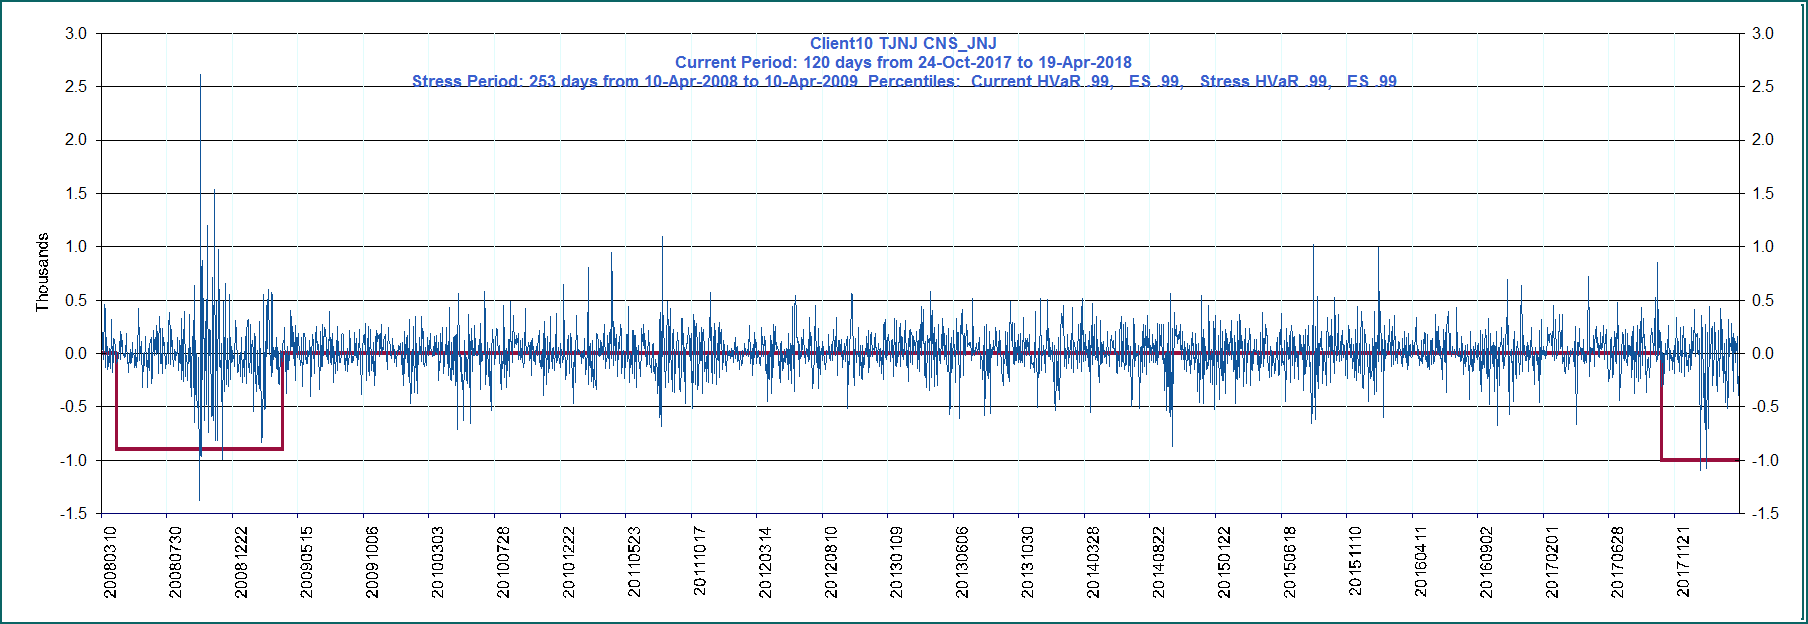 Client10 TJNJ CNS_JNJ
Current Period: 120 days from 24-Oct-2017 to 19-Apr-2018
Stress Period: 253 days from 10-Apr-2008 to 10-Apr-2009 Percentiles: Current HVaR .99, ES .99, Stress HVaR .99, ES .99
3.0 3.0
2.5 2.5
2.0 2.0
1.5 1.5
1.0 1.0
0.5 0.5
0.0 0.0
-0.5 -0.5
-1.0 -1.0
-1.5 -1.5
Thousands
20080310 20080730 20081222 20090515 20091006 20100303 20100728 20101222 20110523 20111017 20120314 20120810 20130109 20130606 20131030 20140328 20140822 20150122 20150618 20151110 20160411 20160902 20170201 20170628 20171121